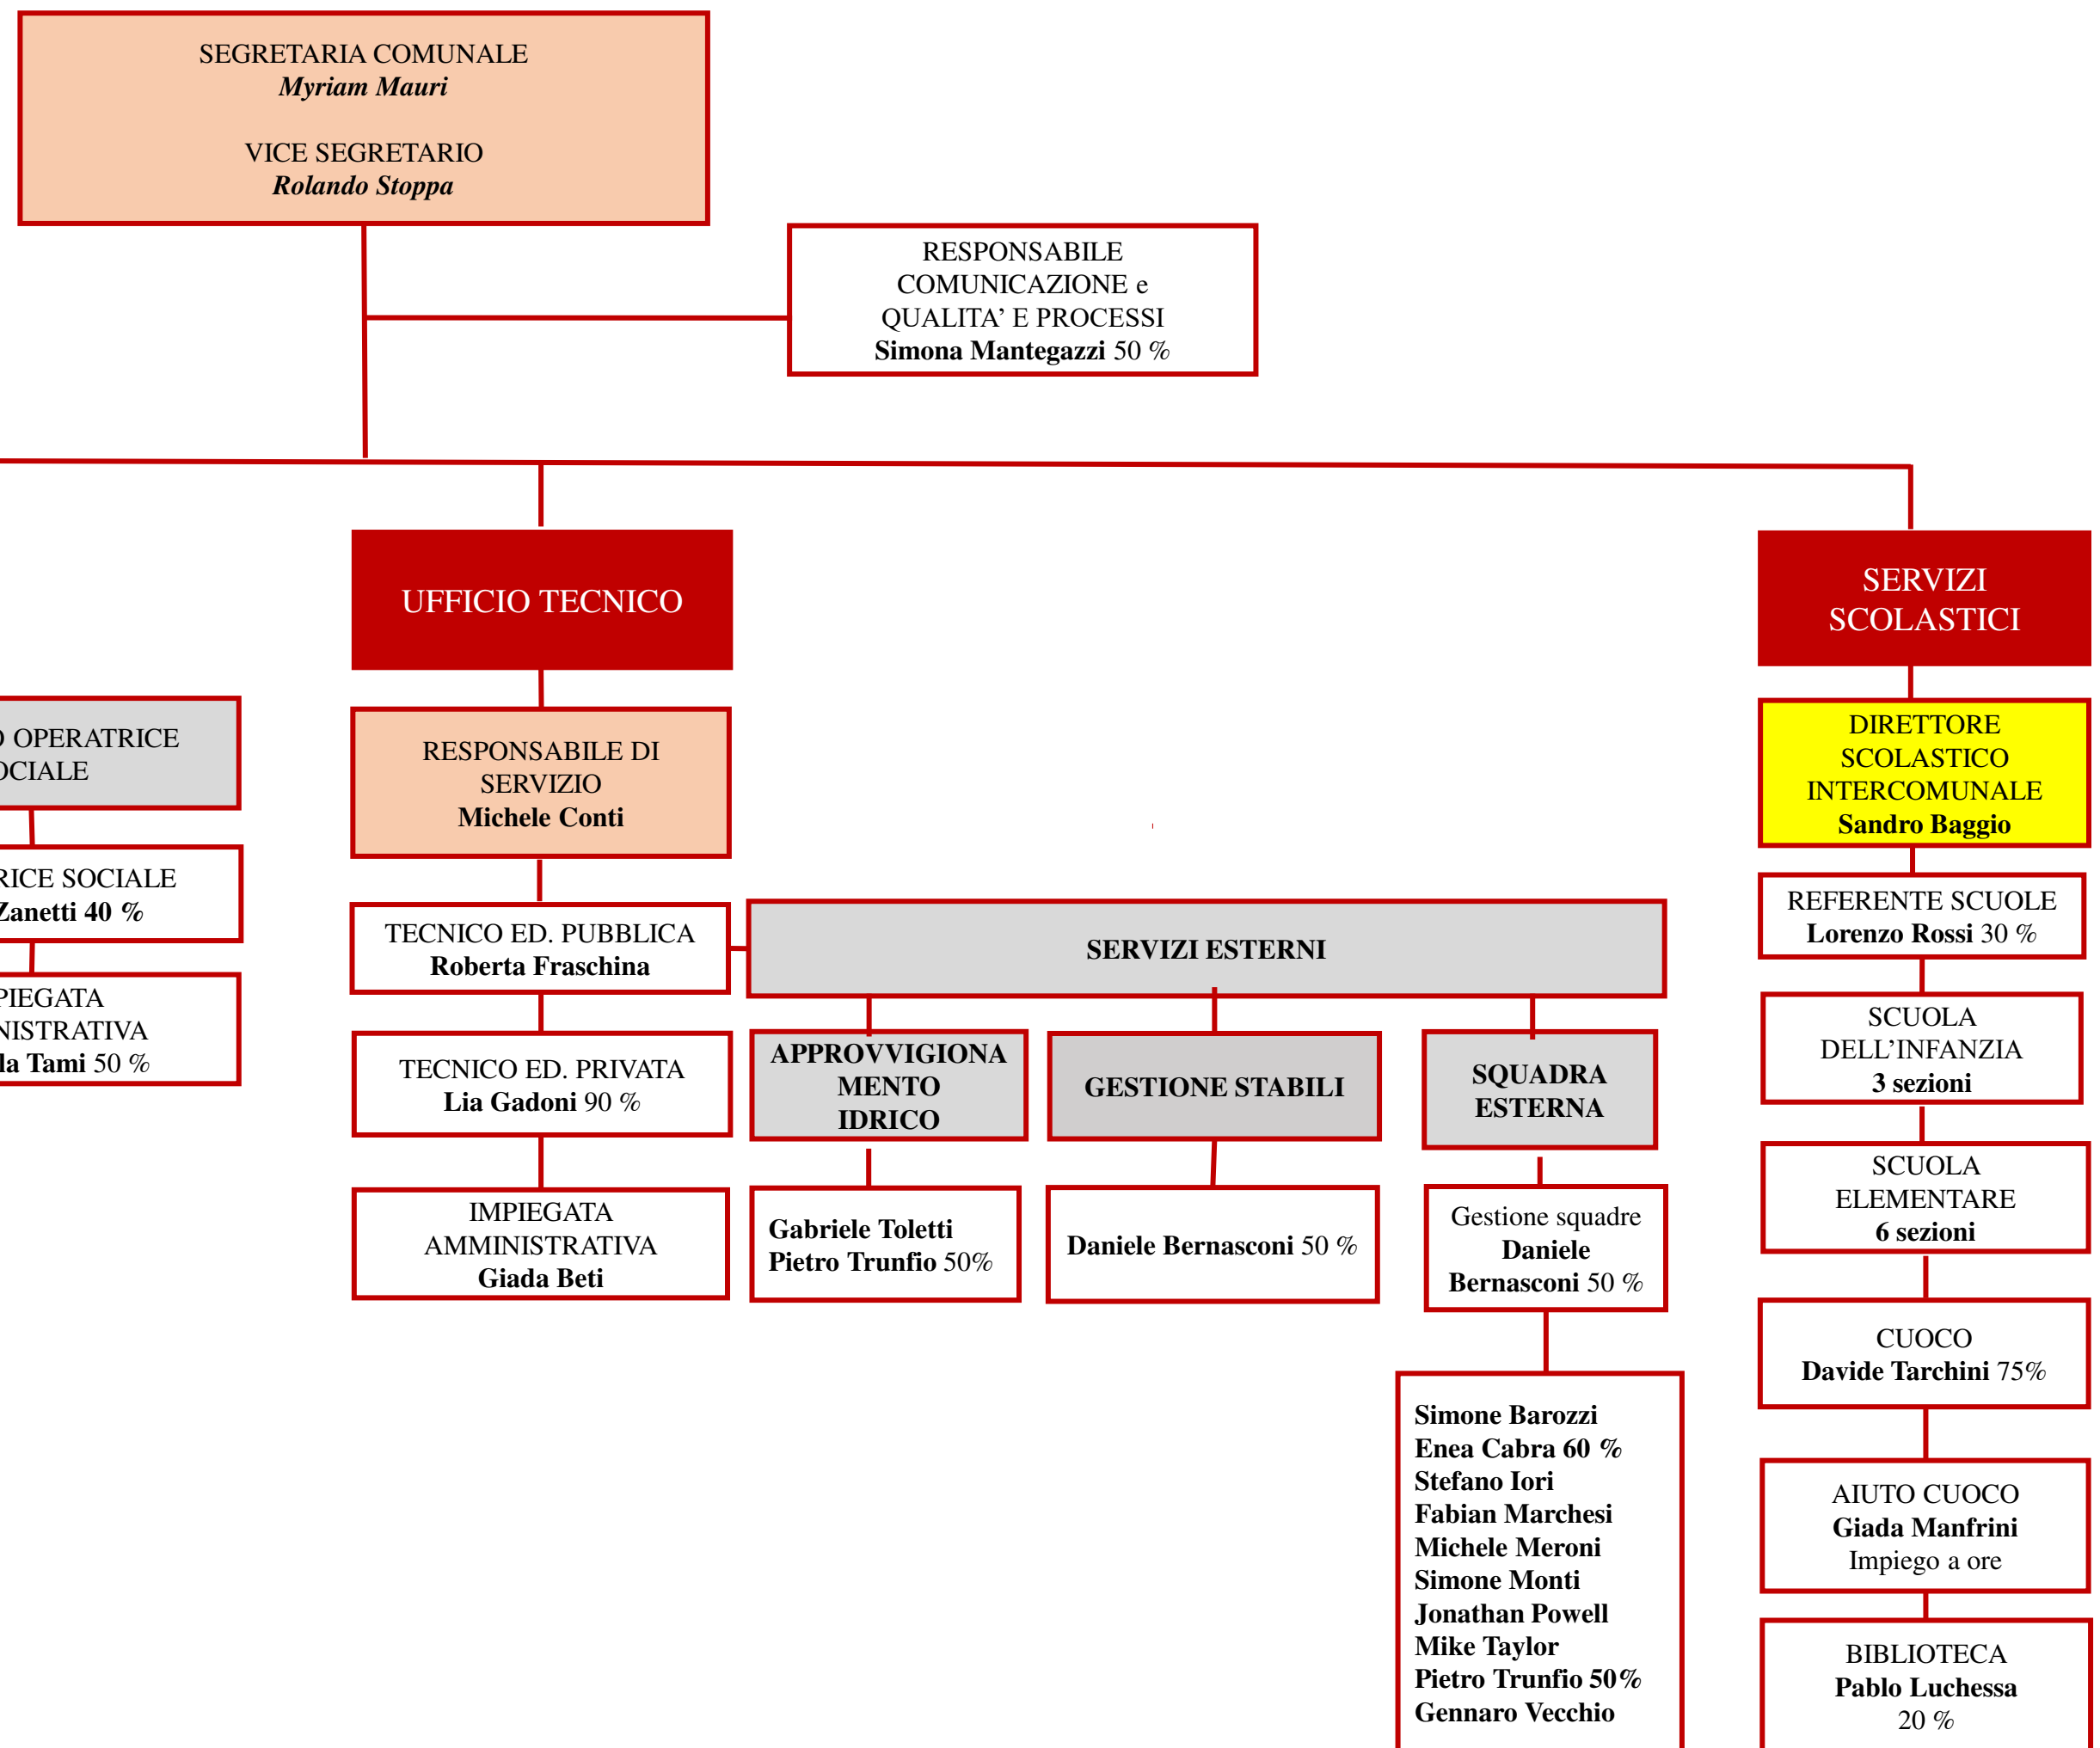 SEGRETARIA COMUNALE
Myriam Mauri
VICE SEGRETARIO
Rolando Stoppa
RESPONSABILE
COMUNICAZIONE e
QUALITA’ E PROCESSI
Simona Mantegazzi 50 %
OPERATRICE
SOCIALE
Zanetti 40 %
Tami 50 %
UFFICIO TECNICO
RESPONSABILE DI
SERVIZIO
Michele Conti
TECNICO ED. PUBBLICA
Roberta Fraschina
TECNICO ED. PRIVATA
Lia Gadoni 90 %
IMPIEGATA
AMMINISTRATIVA
Giada Beti
SERVIZI ESTERNI
APPROVVIGIONA
MENTO
IDRICO
Gabriele Toletti
Pietro Trunfio 50%
GESTIONE STABILI
Daniele Bernasconi 50 %
SQUADRA
ESTERNA
Gestione squadre
Daniele
Bernasconi 50 %
Simone Barozzi
Enea Cabra 60 %
Stefano Iori
Fabian Marchesi
Michele Meroni
Simone Monti
Jonathan Powell
Mike Taylor
Pietro Trunfio 50%
Gennaro Vecchio
SERVIZI
SCOLASTICI
DIRETTORE
SCOLASTICO
INTERCOMUNALE
Sandro Baggio
REFERENTE SCUOLE
Lorenzo Rossi 30 %
SCUOLA
DELL’INFANZIA
3 sezioni
SCUOLA
ELEMENTARE
6 sezioni
CUOCO
Davide Tarchini 75%
AIUTO CUOCO
Giada Manfrini
Impiego a ore
BIBLIOTECA
Pablo Luchessa
20 %